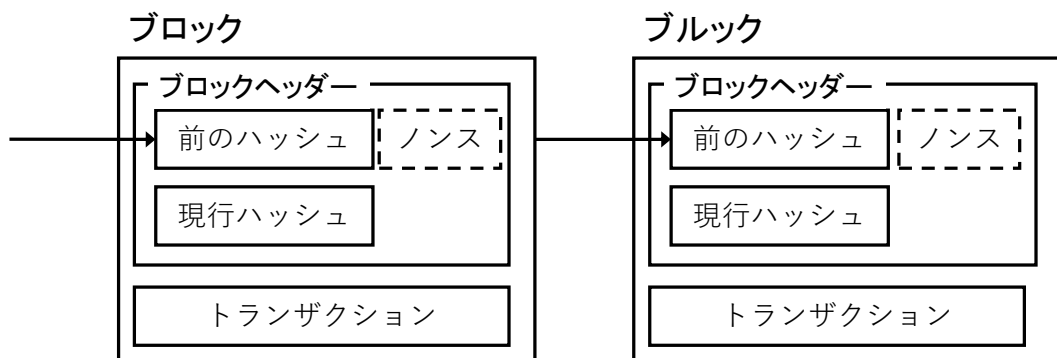 ブロック
ブルック
ブロックヘッダー
ブロックヘッダー
前のハッシュ
ノンス
前のハッシュ
ノンス
現行ハッシュ
現行ハッシュ
トランザクション
トランザクション